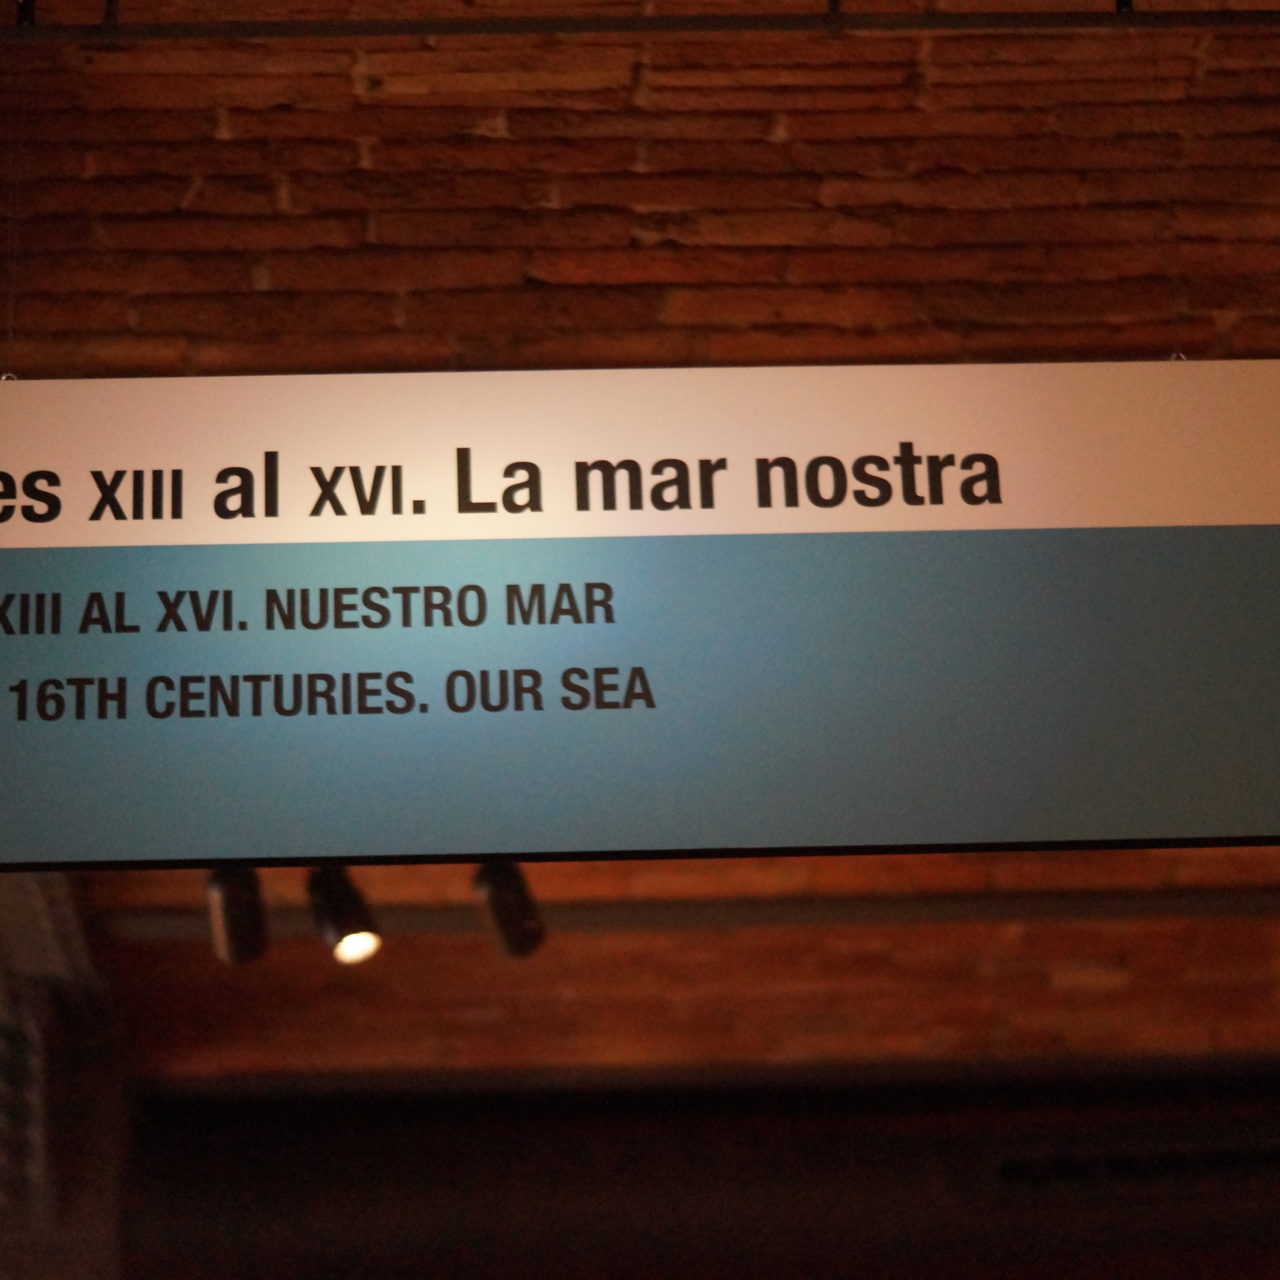 es XIII al XVI. La mar nostra
XIII AL XVI. NUESTRO MAR
16TH CENTURIES. OUR SEA